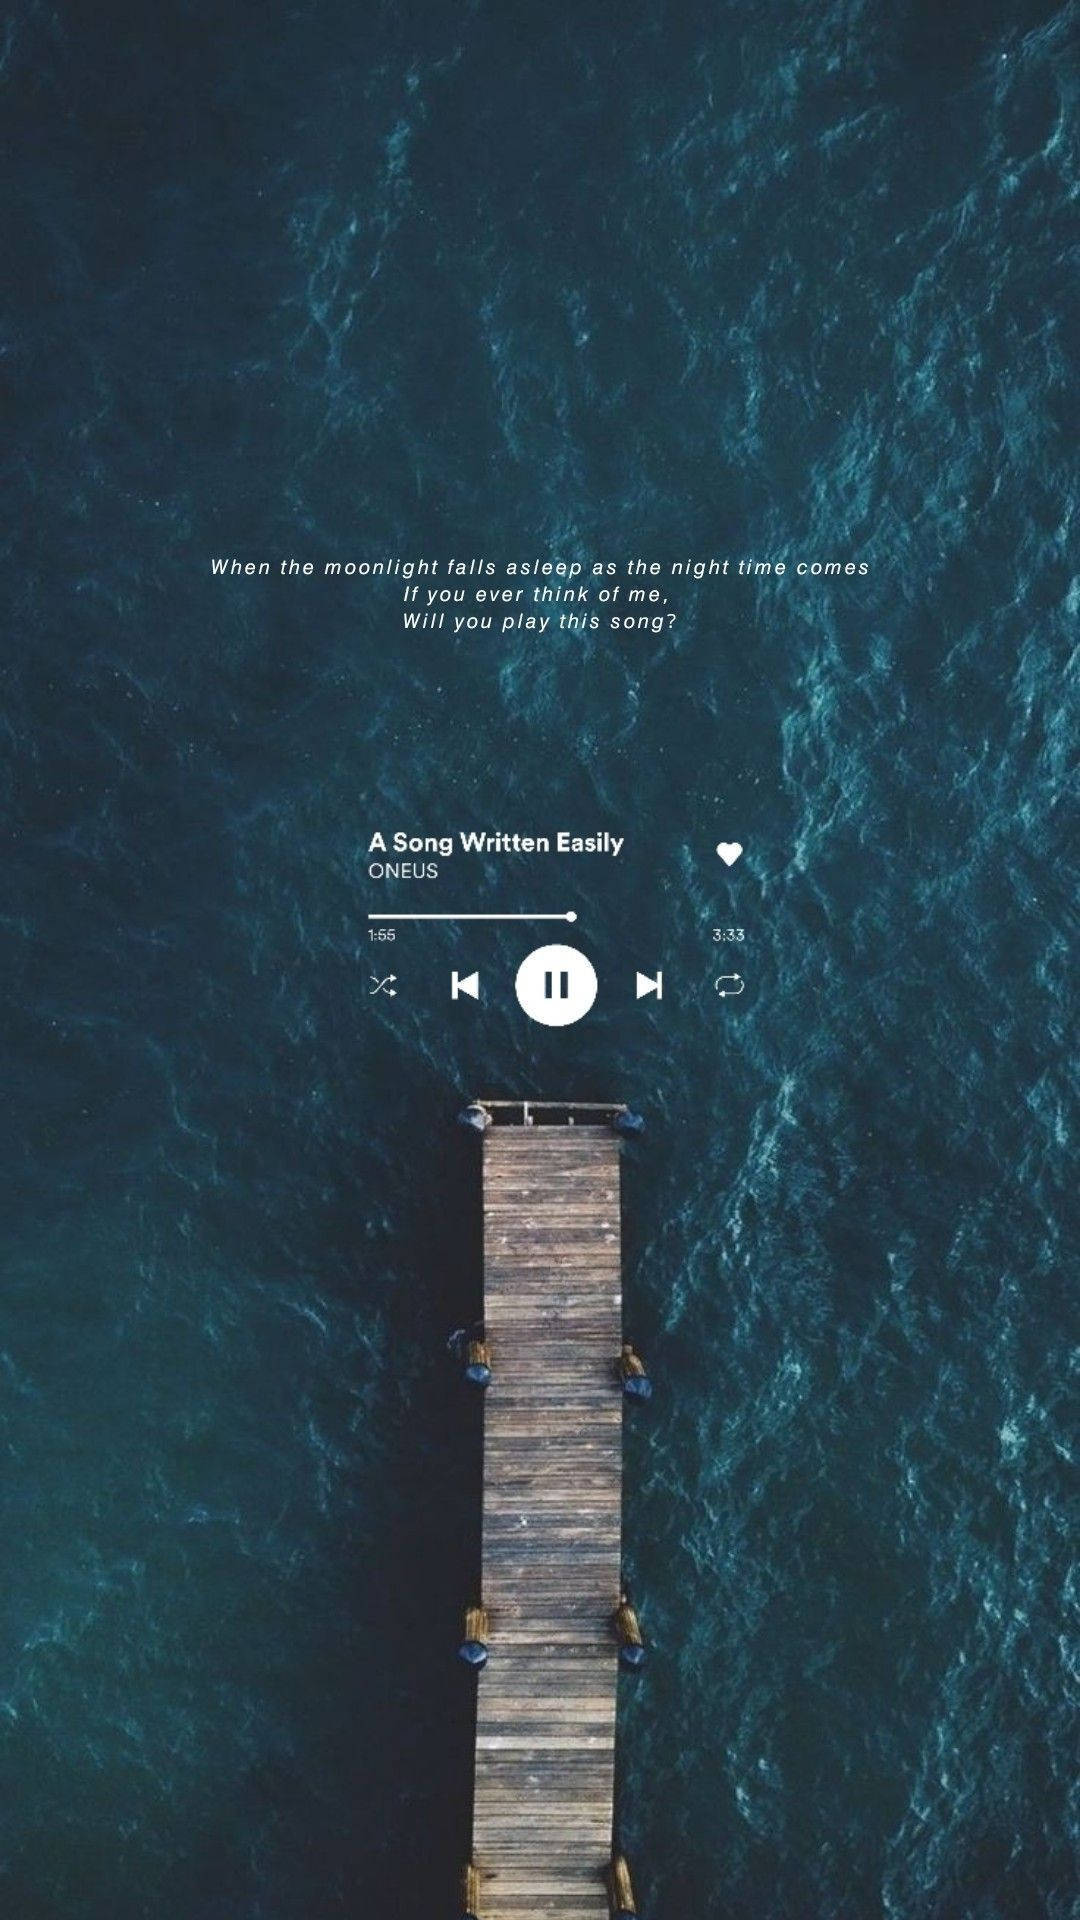 When the moonlight falls asleep as the night time comes
If you ever think of me,
Will you play this song?
A Song Written Easily
ONEUS
1:55 3:33